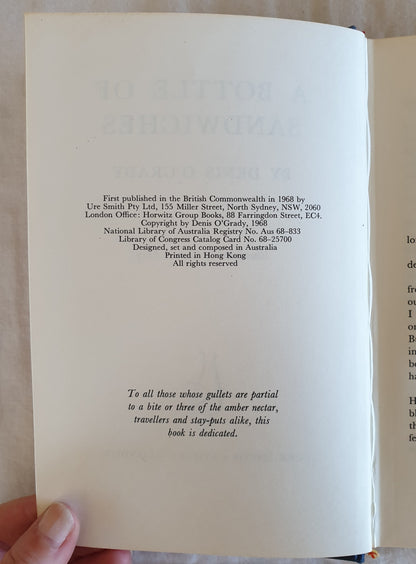 First published in the British Commonwealth in 1968 by
Ure Smith Pty Ltd, 155 Miller Street, North Sydney, NSW, 2060
London Office: Horwitz Group Books, 88 Farringdon Street, EC4.
Copyright by Denis O'Grady, 1968
National Library of Australia Registry No. Aus 68–833
Library of Congress Catalog Card No. 68–25700
Designed, set and composed in Australia
Printed in Hong Kong
All rights reserved
To all those whose gullets are partial
to a bite or three of the amber nectar,
travellers and stay-puts alike, this
book is dedicated.